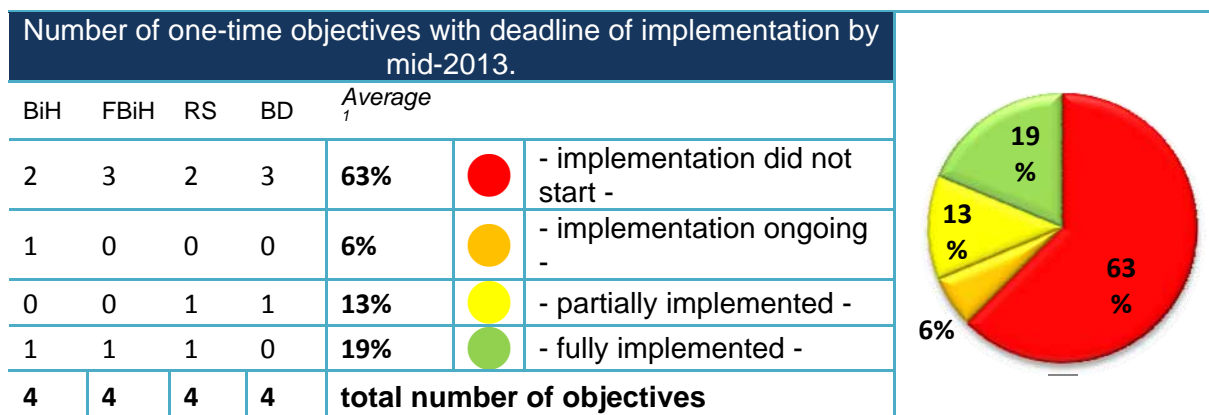 Number of one-time objectives with deadline of implementation by
mid-2013.
BiH FBiH RS BD Average
1
2 3 2 3 63% - implementation did not
start -
1 0 0 0 6% - implementation ongoing
-
0 0 1 1 13% - partially implemented -
1 1 1 0 19% - fully implemented -
4 4 4 4 total number of objectives
19
%
13
%
63
%
6%